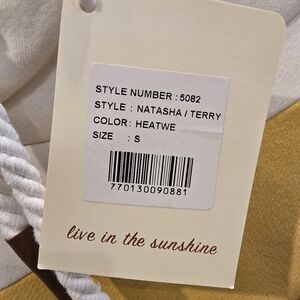 STYLE NUMBER : 5082
STYLE : NATASHA / TERRY
COLOR: HEATWE
SIZE : S
770130090881
live in the sunshine